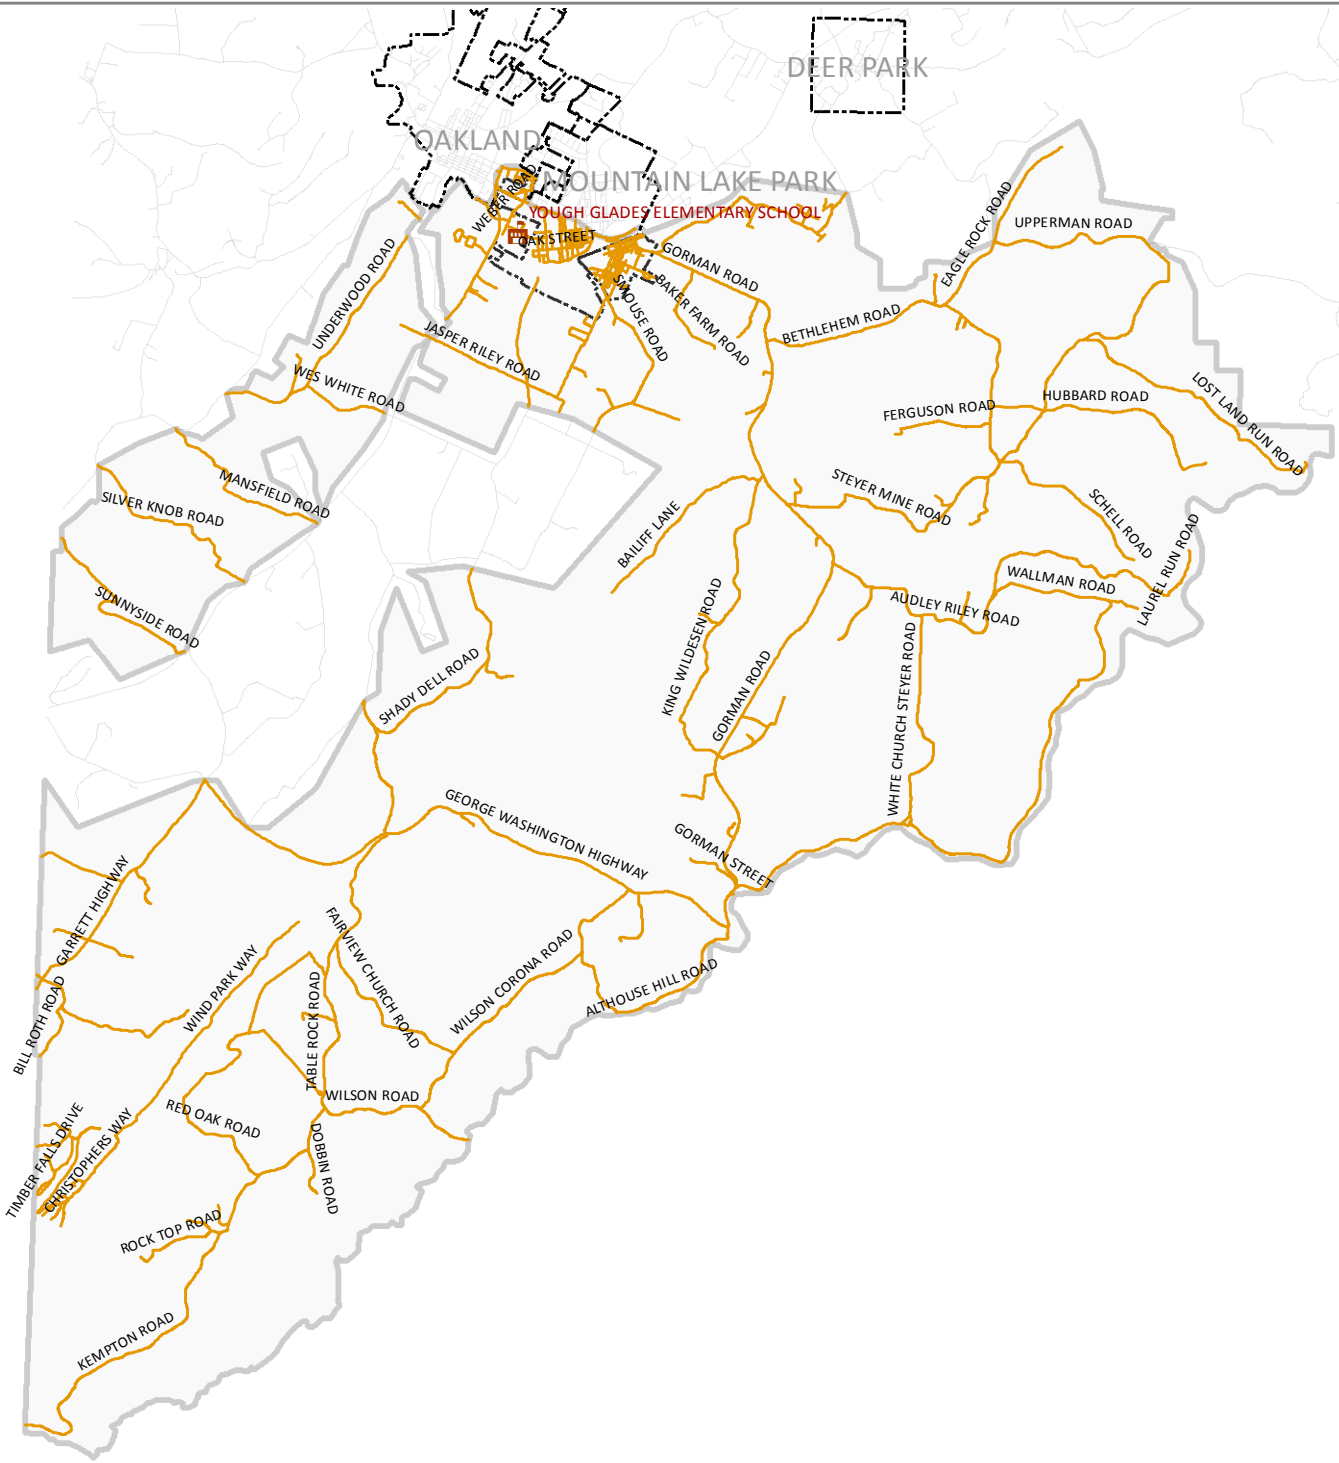 DEER PARK
OAKLAND
MOUNTAIN LAKE PARK
WEBER ROAD
YOUGH GLADES ELEMENTARY SCHOOL
OAK STREET
EAGLE ROCK ROAD
UPPERMAN ROAD
GORMAN ROAD
UNDERWOOD ROAD
SMOUSE ROAD
BAKER FARM ROAD
BETHLEHEM ROAD
JASPER RILEY ROAD
WES WHITE ROAD
LOST LAND RUN ROAD
HUBBARD ROAD
FERGUSON ROAD
MANSFIELD ROAD
SILVER KNOB ROAD
STEYER MINE ROAD
SCHELL ROAD
BAILIFF LANE
LAUREL RUN ROAD
WALLMAN ROAD
SUNNYSIDE ROAD
AUDLEY RILEY ROAD
KING WILDESEN ROAD
SHADY DELL ROAD
GORMAN ROAD
WHITE CHURCH STEYER ROAD
GEORGE WASHINGTON HIGHWAY
GORMAN STREET
GARRETT HIGHWAY
FAIRVIEW CHURCH ROAD
WIND PARK WAY
WILSON CORONA ROAD
ALTHOUSE HILL ROAD
BILL ROTH ROAD
TABLE ROCK ROAD
WILSON ROAD
RED OAK ROAD
TIMBER FALLS DRIVE
CHRISTOPHERS WAY
DOBBIN ROAD
ROCK TOP ROAD
KEMPTON ROAD